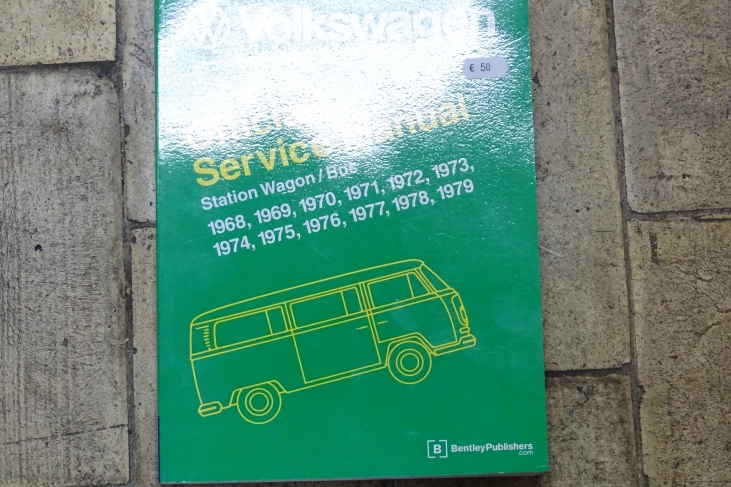 Volkswagen
€ 50
Service Manual
Station Wagon / Bus
1968, 1969, 1970, 1971, 1972, 1973,
1974, 1975, 1976, 1977, 1978, 1979
B BentleyPublishers
.com